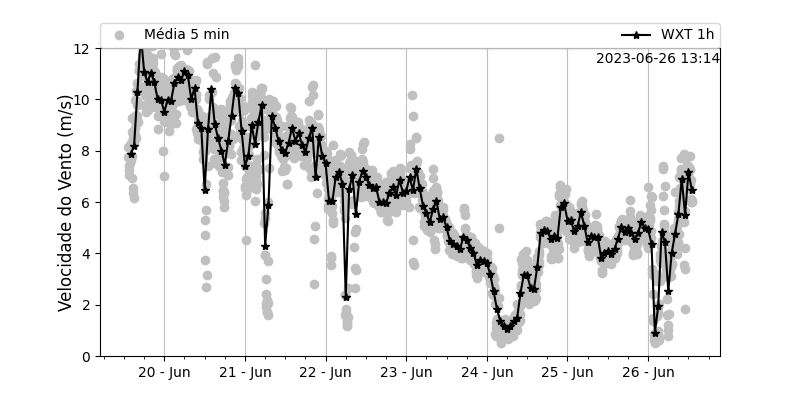 Média 5 min
WXT 1h
2023-06-26 13:14
Velocidade do Vento (m/s)
12
10
8
6
4
2
0
20 - Jun
21 - Jun
22 - Jun
23 - Jun
24 - Jun
25 - Jun
26 - Jun